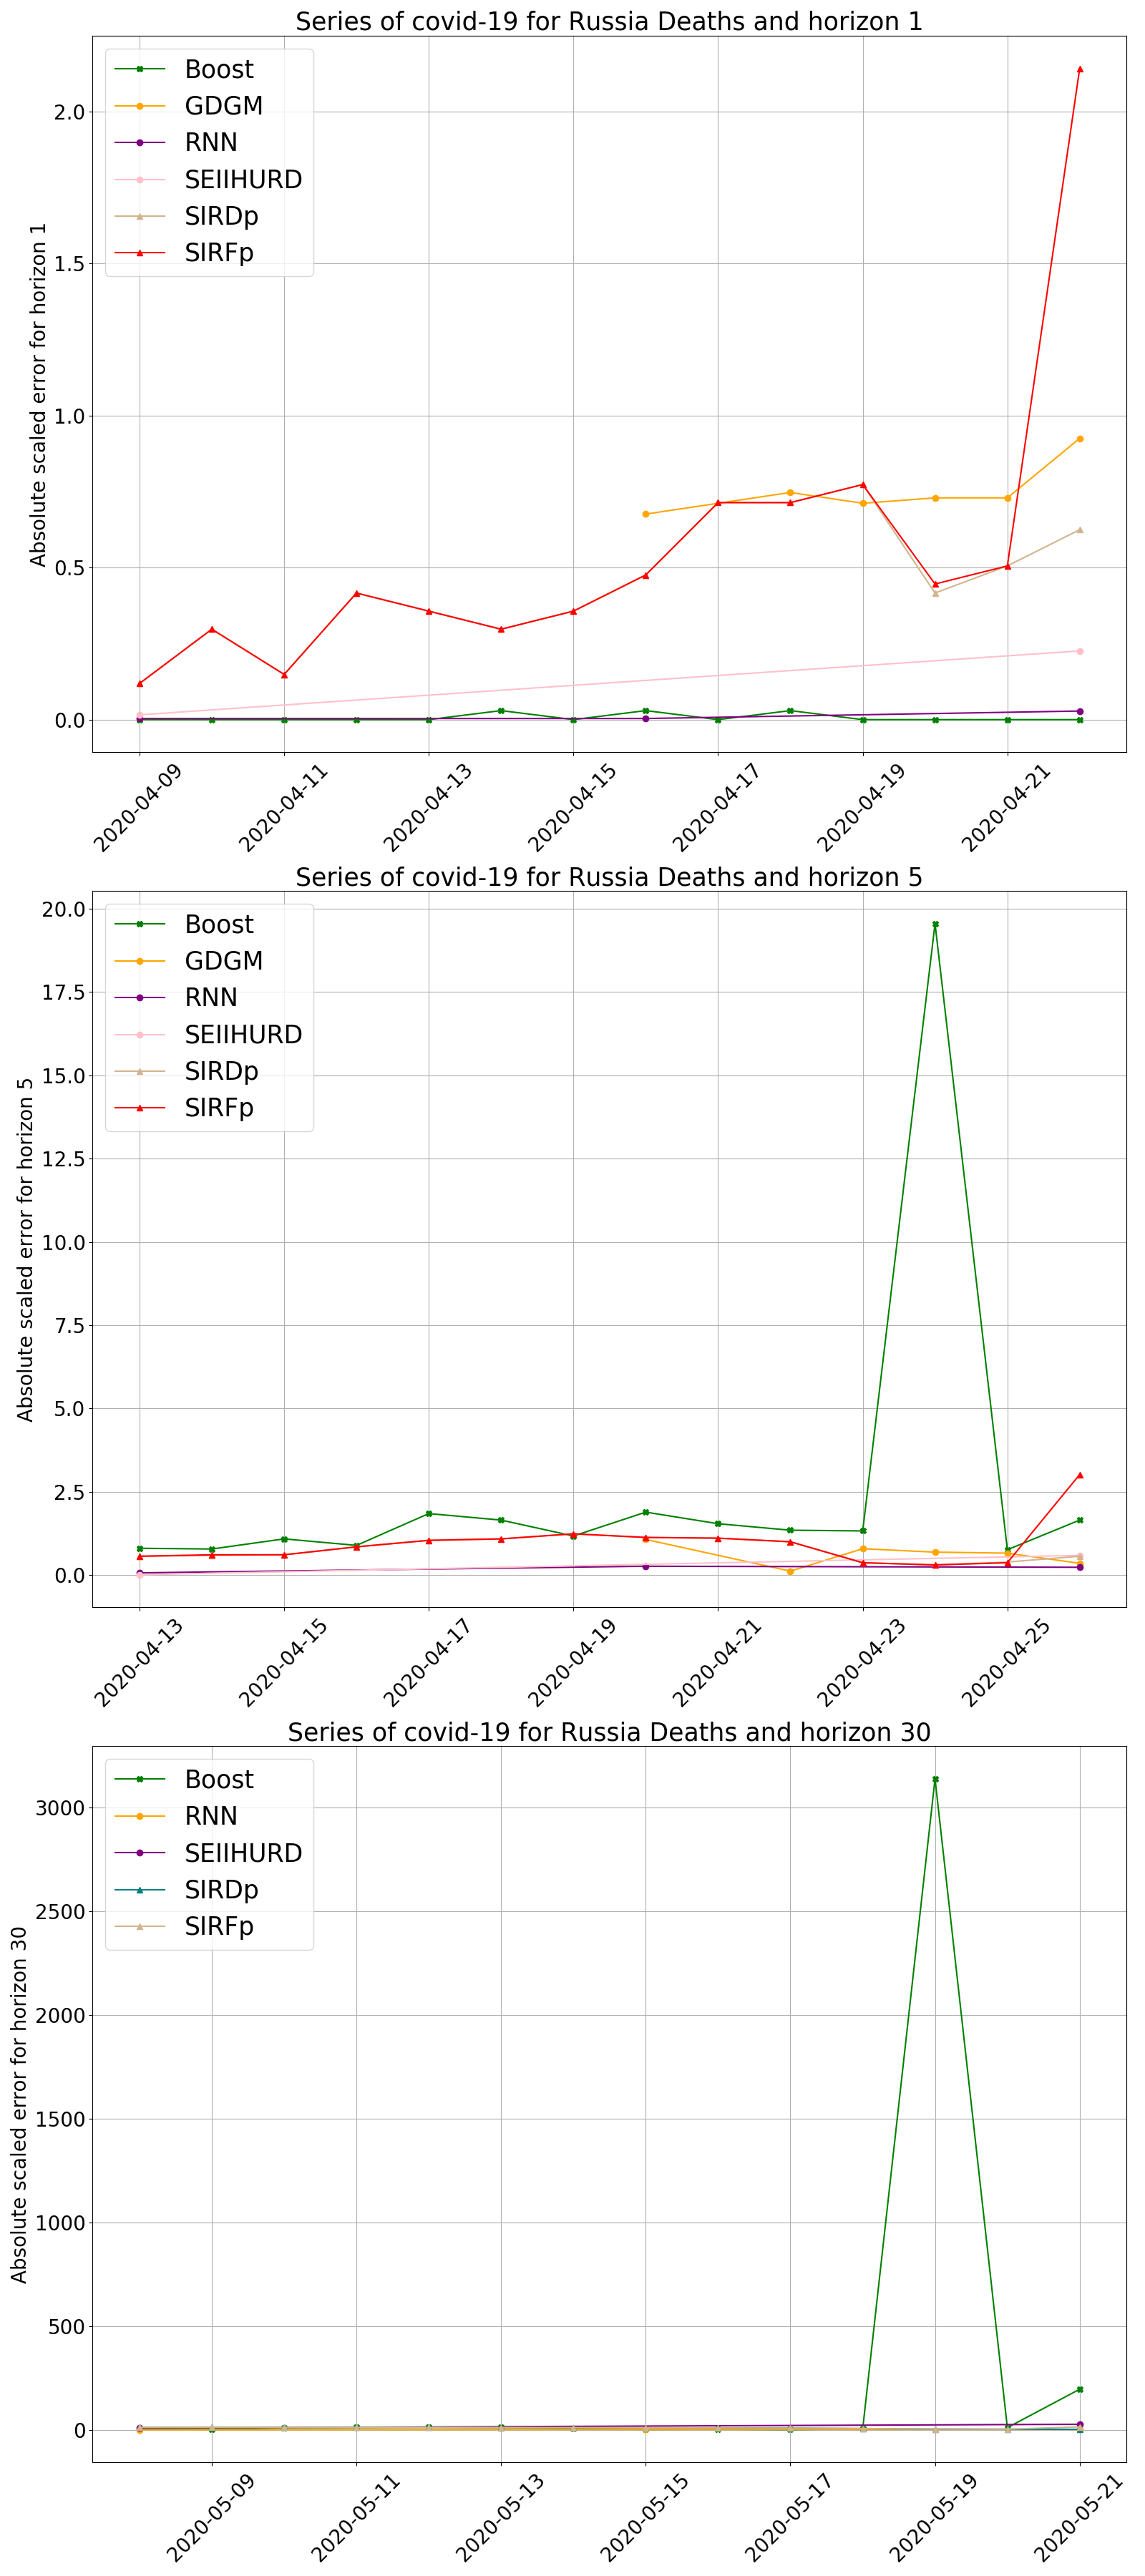 Series of covid-19 for Russia Deaths and horizon 1
Absolute scaled error for horizon 1
2.0
1.5
1.0
0.5
0.0
Boost
GDGM
RNN
SEIIHURD
SIRDp
SIRFp
2020-04-09
2020-04-11
2020-04-13
2020-04-15
2020-04-17
2020-04-19
2020-04-21
Series of covid-19 for Russia Deaths and horizon 5
Absolute scaled error for horizon 5
20.0
17.5
15.0
12.5
10.0
7.5
5.0
2.5
0.0
Boost
GDGM
RNN
SEIIHURD
SIRDp
SIRFp
2020-04-13
2020-04-15
2020-04-17
2020-04-19
2020-04-21
2020-04-23
2020-04-25
Series of covid-19 for Russia Deaths and horizon 30
Absolute scaled error for horizon 30
3000
2500
2000
1500
1000
500
0
Boost
RNN
SEIIHURD
SIRDp
SIRFp
2020-05-09
2020-05-11
2020-05-13
2020-05-15
2020-05-17
2020-05-19
2020-05-21